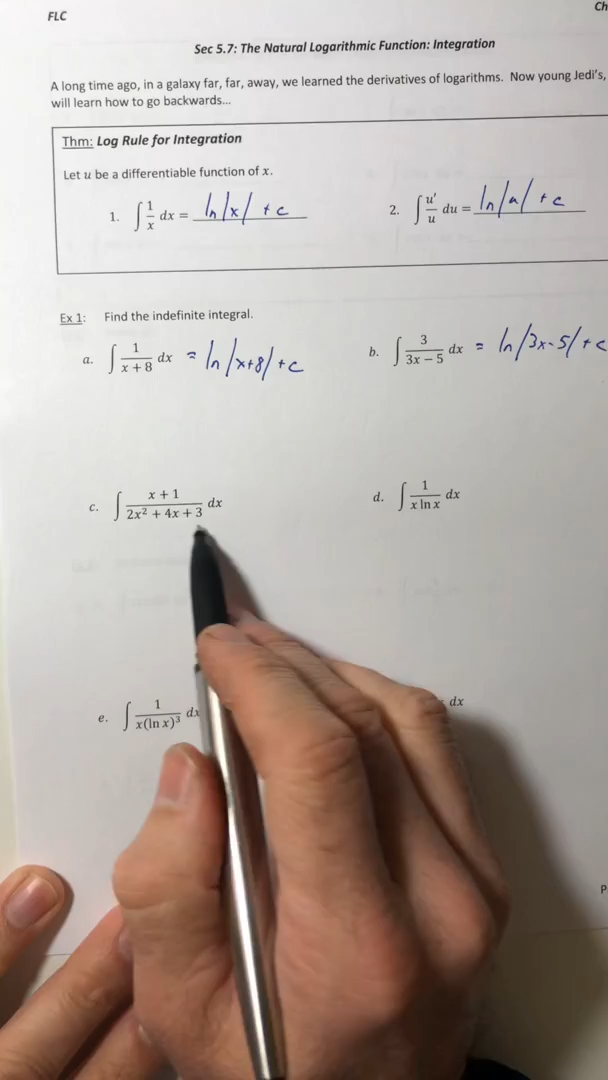 FLC
Ch
Sec 5.7: The Natural Logarithmic Function: Integration
A long time ago, in a galaxy far, far, away, we learned the derivatives of logarithms. Now young Jedi's,
will learn how to go backwards...
Thm: Log Rule for Integration
Let u be a differentiable function of x.
1. ∫ 1/x dx = ln|x| + c
2. ∫ u'/u du = ln|u| + c
Ex 1: Find the indefinite integral.
a. ∫ 1/(x + 8) dx = ln|x+8| + c
b. ∫ 3/(3x − 5) dx = ln|3x-5| + c
c. ∫ (x + 1)/(2x² + 4x + 3) dx
d. ∫ 1/(x ln x) dx
e. ∫ 1/(x(ln x)³) dx
dx
P